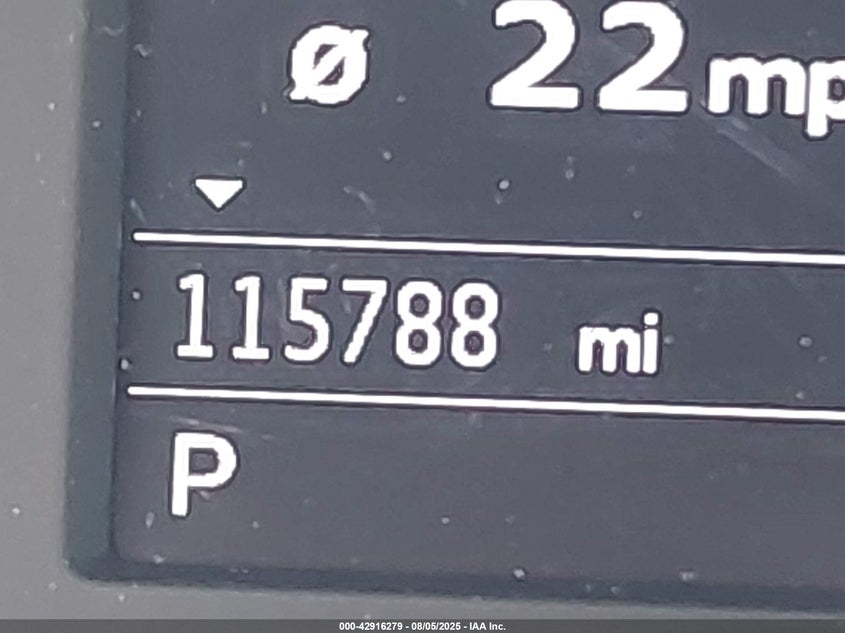 Ø 22 mp
115788 mi
P
000-42916279 - 08/05/2025 - IAA Inc.